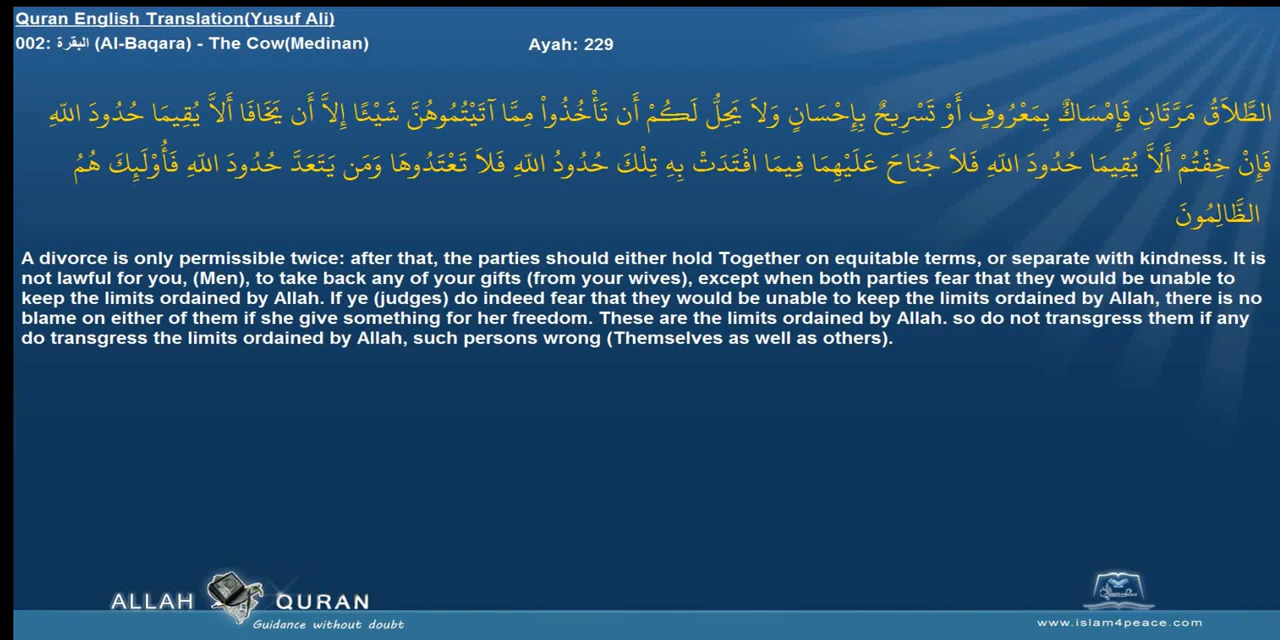 Quran English Translation(Yusuf Ali)
002: البقرة (Al-Baqara) - The Cow(Medinan) Ayah: 229
الطَّلاَقُ مَرَّتَانِ فَإِمْسَاكٌ بِمَعْرُوفٍ أَوْ تَسْرِيحٌ بِإِحْسَانٍ وَلاَ يَحِلُّ لَكُمْ أَن تَأْخُذُواْ مِمَّا آتَيْتُمُوهُنَّ شَيْئًا إِلاَّ أَن يَخَافَا أَلاَّ يُقِيمَا حُدُودَ اللّهِ
فَإِنْ خِفْتُمْ أَلاَّ يُقِيمَا حُدُودَ اللّهِ فَلاَ جُنَاحَ عَلَيْهِمَا فِيمَا افْتَدَتْ بِهِ تِلْكَ حُدُودُ اللّهِ فَلاَ تَعْتَدُوهَا وَمَن يَتَعَدَّ حُدُودَ اللّهِ فَأُوْلَئِكَ هُمُ
الظَّالِمُونَ
A divorce is only permissible twice: after that, the parties should either hold Together on equitable terms, or separate with kindness. It is
not lawful for you, (Men), to take back any of your gifts (from your wives), except when both parties fear that they would be unable to
keep the limits ordained by Allah. If ye (judges) do indeed fear that they would be unable to keep the limits ordained by Allah, there is no
blame on either of them if she give something for her freedom. These are the limits ordained by Allah. so do not transgress them if any
do transgress the limits ordained by Allah, such persons wrong (Themselves as well as others).
ALLAH QURAN
Guidance without doubt
www.islam4peace.com